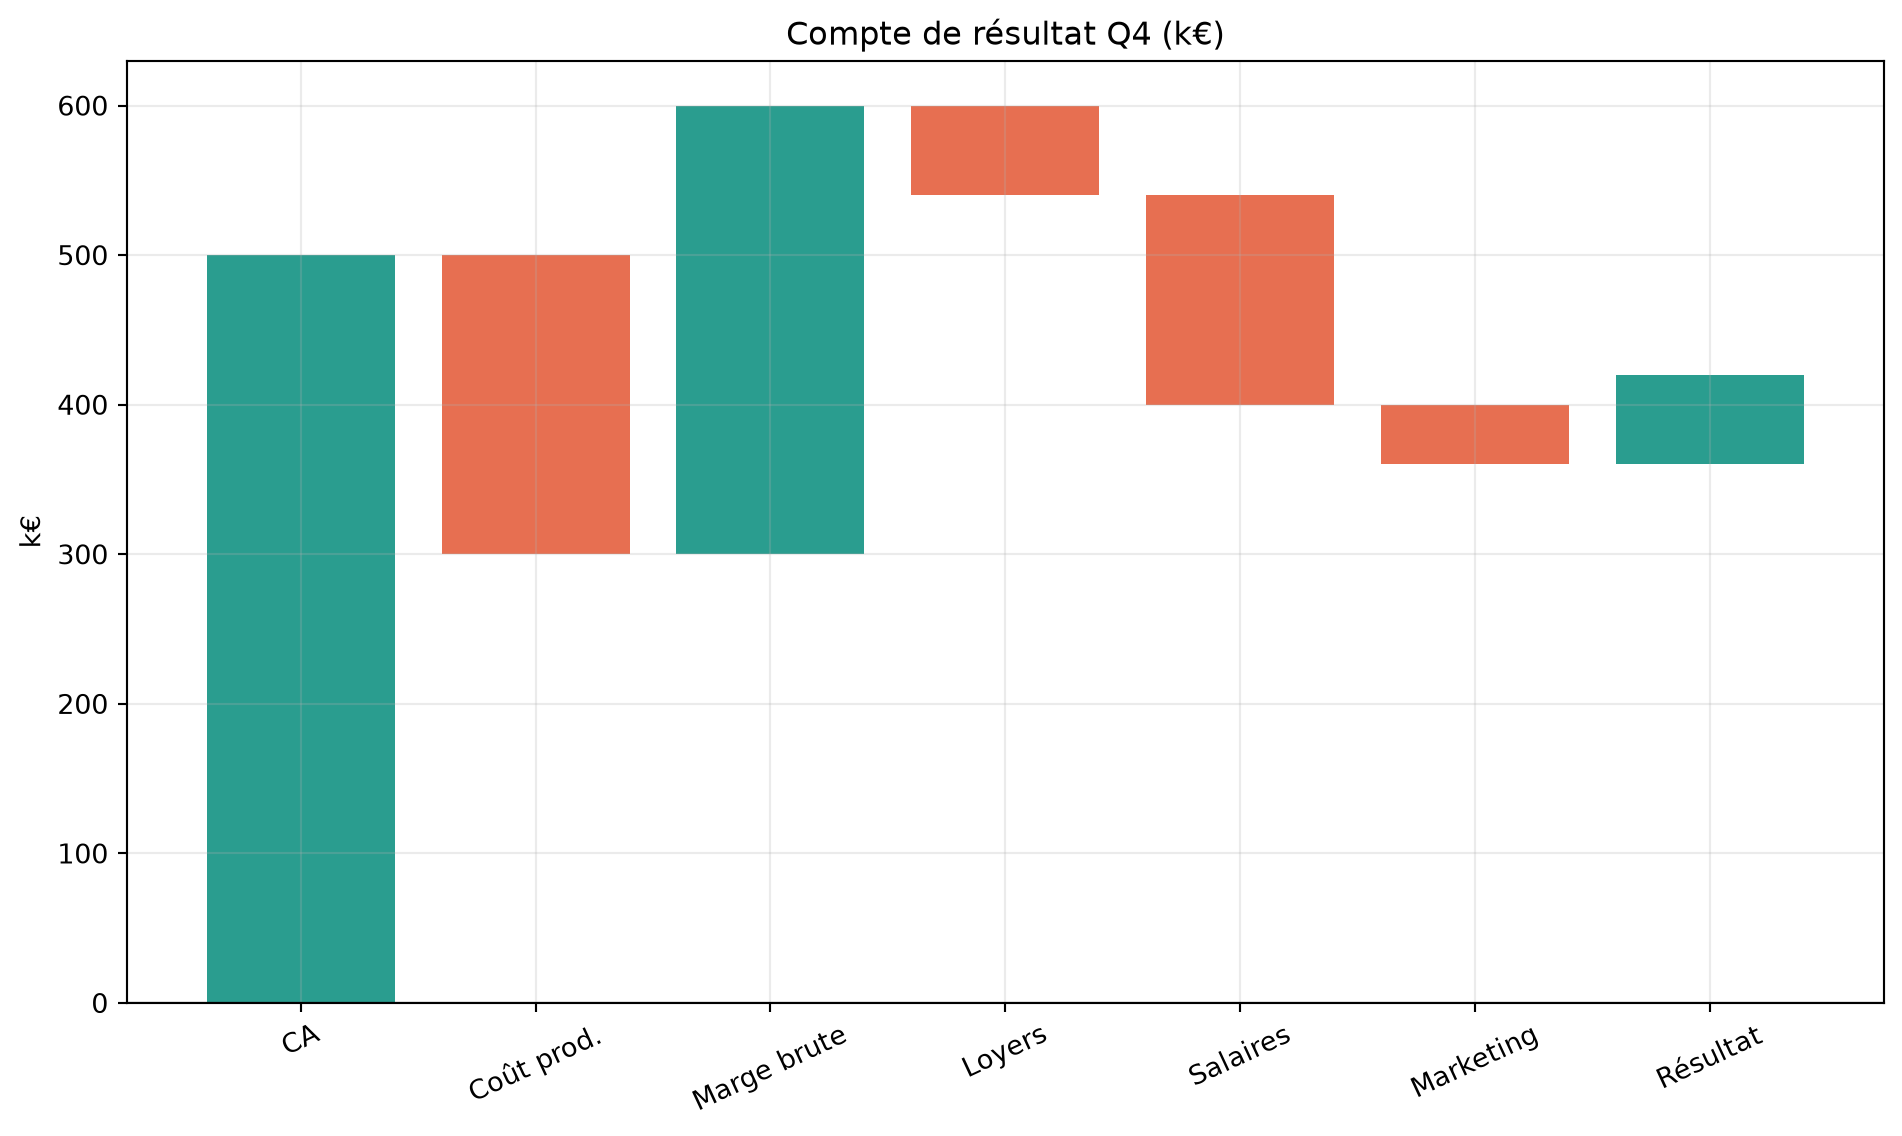 Compte de résultat Q4 (k€)
k€
600
500
400
300
200
100
0
CA
Coût prod.
Marge brute
Loyers
Salaires
Marketing
Résultat